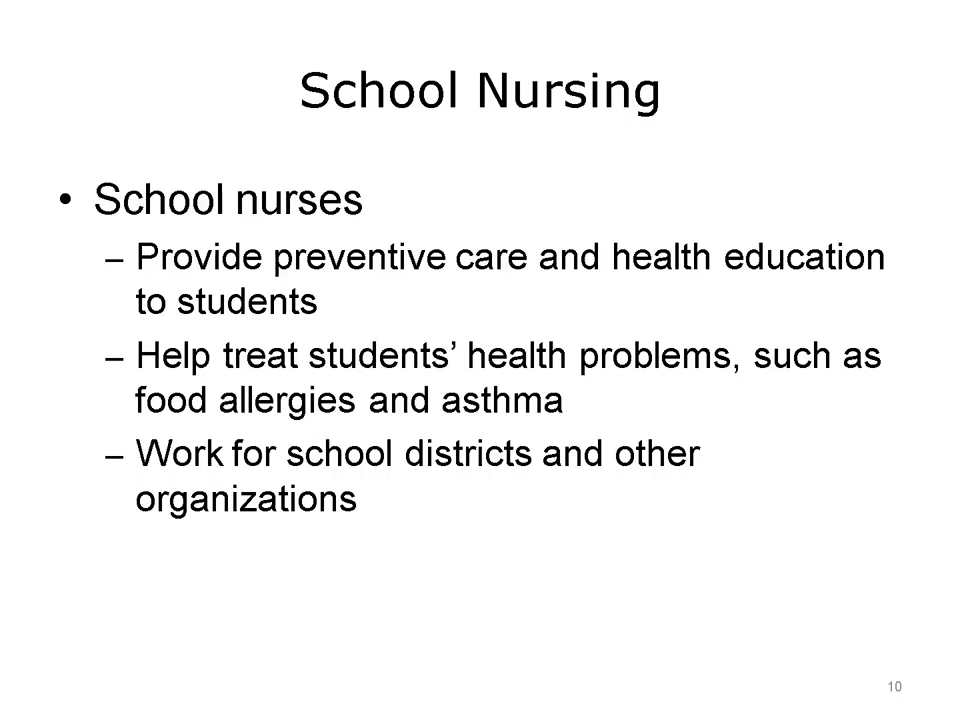 School Nursing
• School nurses
– Provide preventive care and health education
to students
– Help treat students’ health problems, such as
food allergies and asthma
– Work for school districts and other
organizations
10